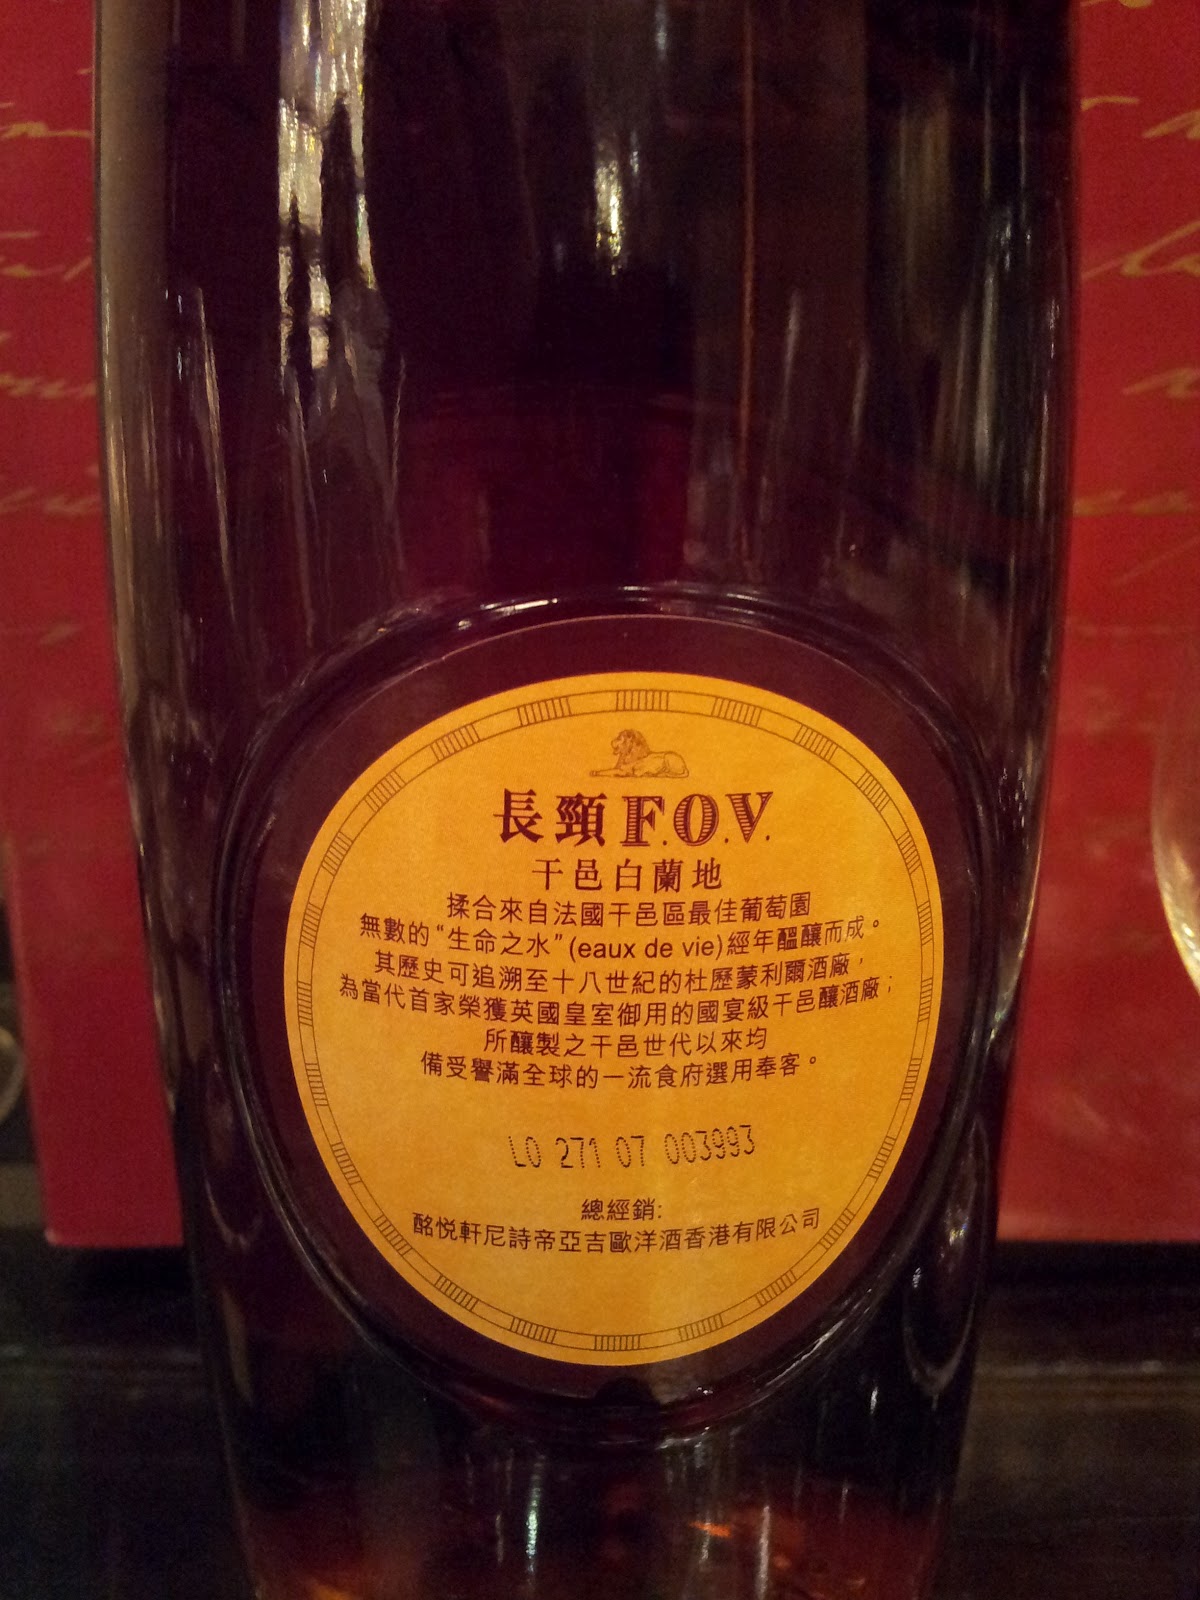 長頸F.O.V.
干邑白蘭地
揉合來自法國干邑區最佳葡萄園
無數的“生命之水”(eaux de vie)經年醞釀而成。
其歷史可追溯至十八世紀的杜歷蒙利爾酒廠，
為當代首家榮獲英國皇室御用的國宴級干邑釀酒廠；
所釀製之干邑世代以來均
備受譽滿全球的一流食府選用奉客。
L0 271 07 003993
總經銷:
酩悅軒尼詩帝亞吉歐洋酒香港有限公司